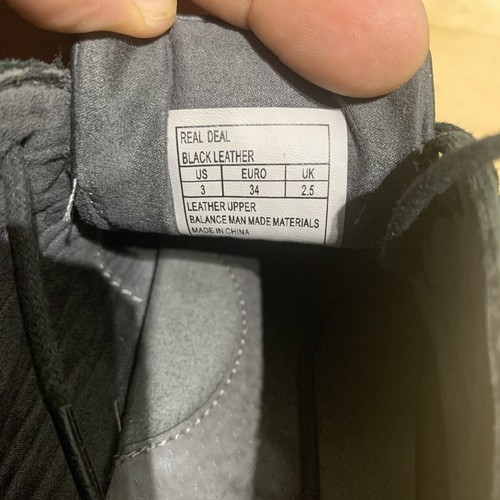 REAL DEAL
BLACK LEATHER
US EURO UK
3 34 2.5
LEATHER UPPER
BALANCE MAN MADE MATERIALS
MADE IN CHINA